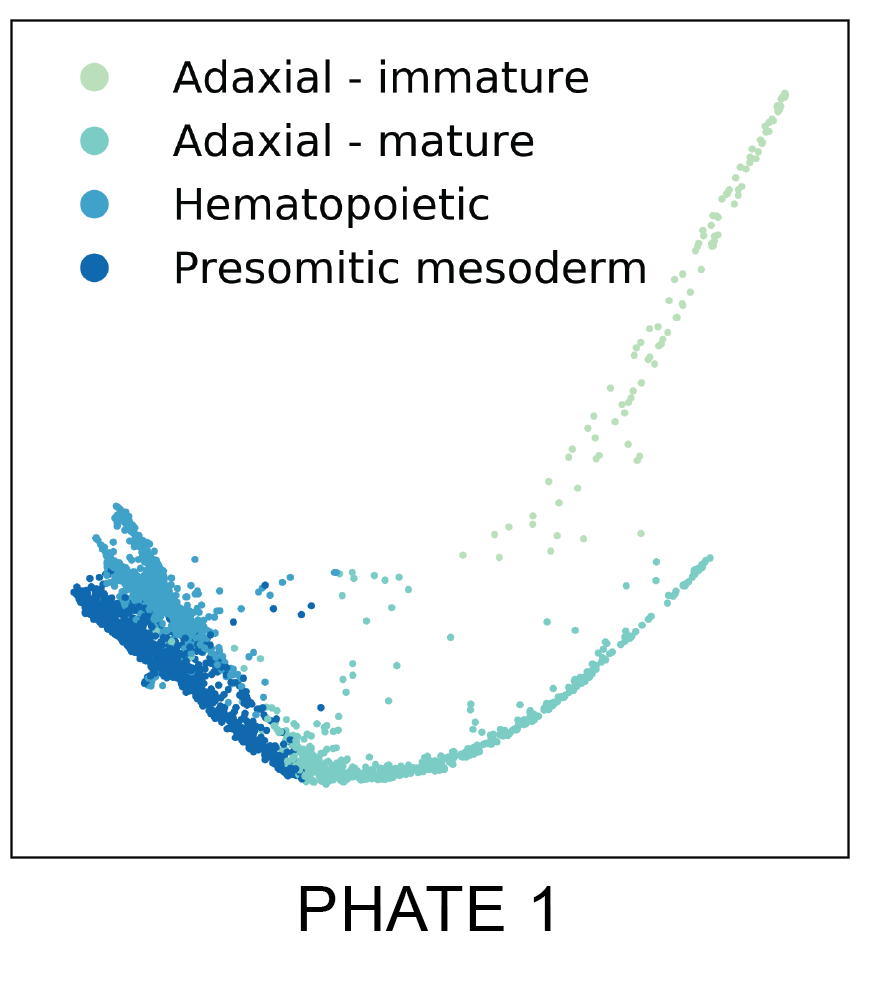 Adaxial - immature
Adaxial - mature
Hematopoietic
Presomitic mesoderm
PHATE 1